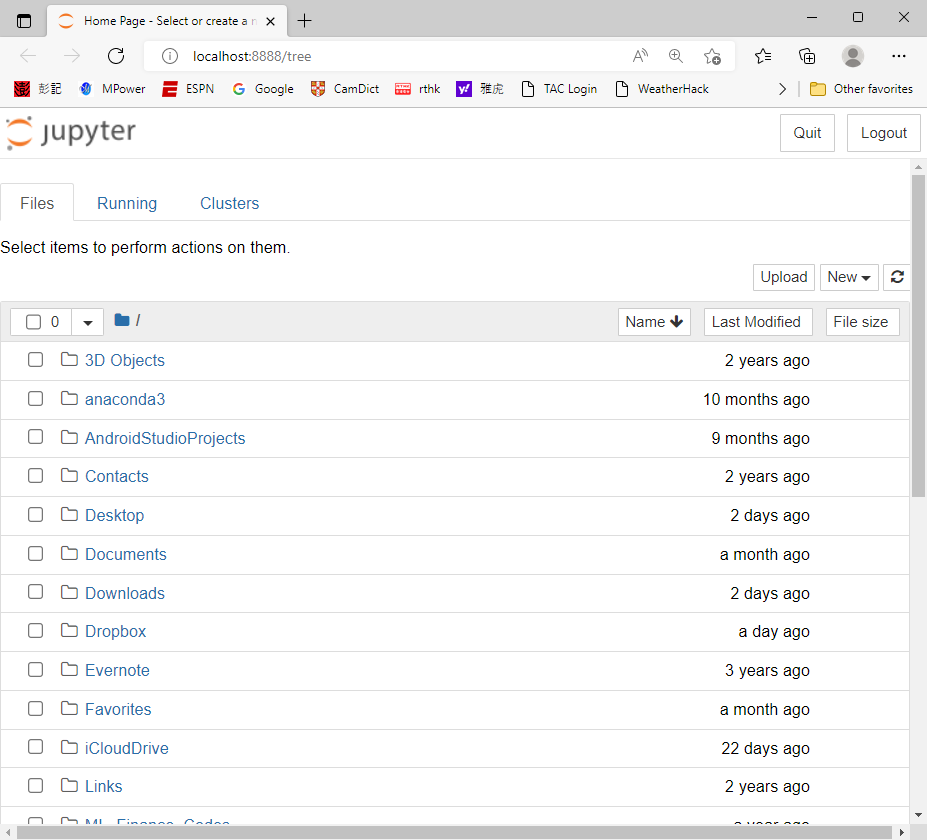 Home Page - Select or create a n
localhost:8888/tree
彭記 MPower ESPN Google CamDict rthk 雅虎 TAC Login WeatherHack Other favorites
jupyter Quit Logout
Files Running Clusters
Select items to perform actions on them.
Upload New
0 / Name Last Modified File size
3D Objects 2 years ago
anaconda3 10 months ago
AndroidStudioProjects 9 months ago
Contacts 2 years ago
Desktop 2 days ago
Documents a month ago
Downloads 2 days ago
Dropbox a day ago
Evernote 3 years ago
Favorites a month ago
iCloudDrive 22 days ago
Links 2 years ago
ML_Finance_Codes a year ago